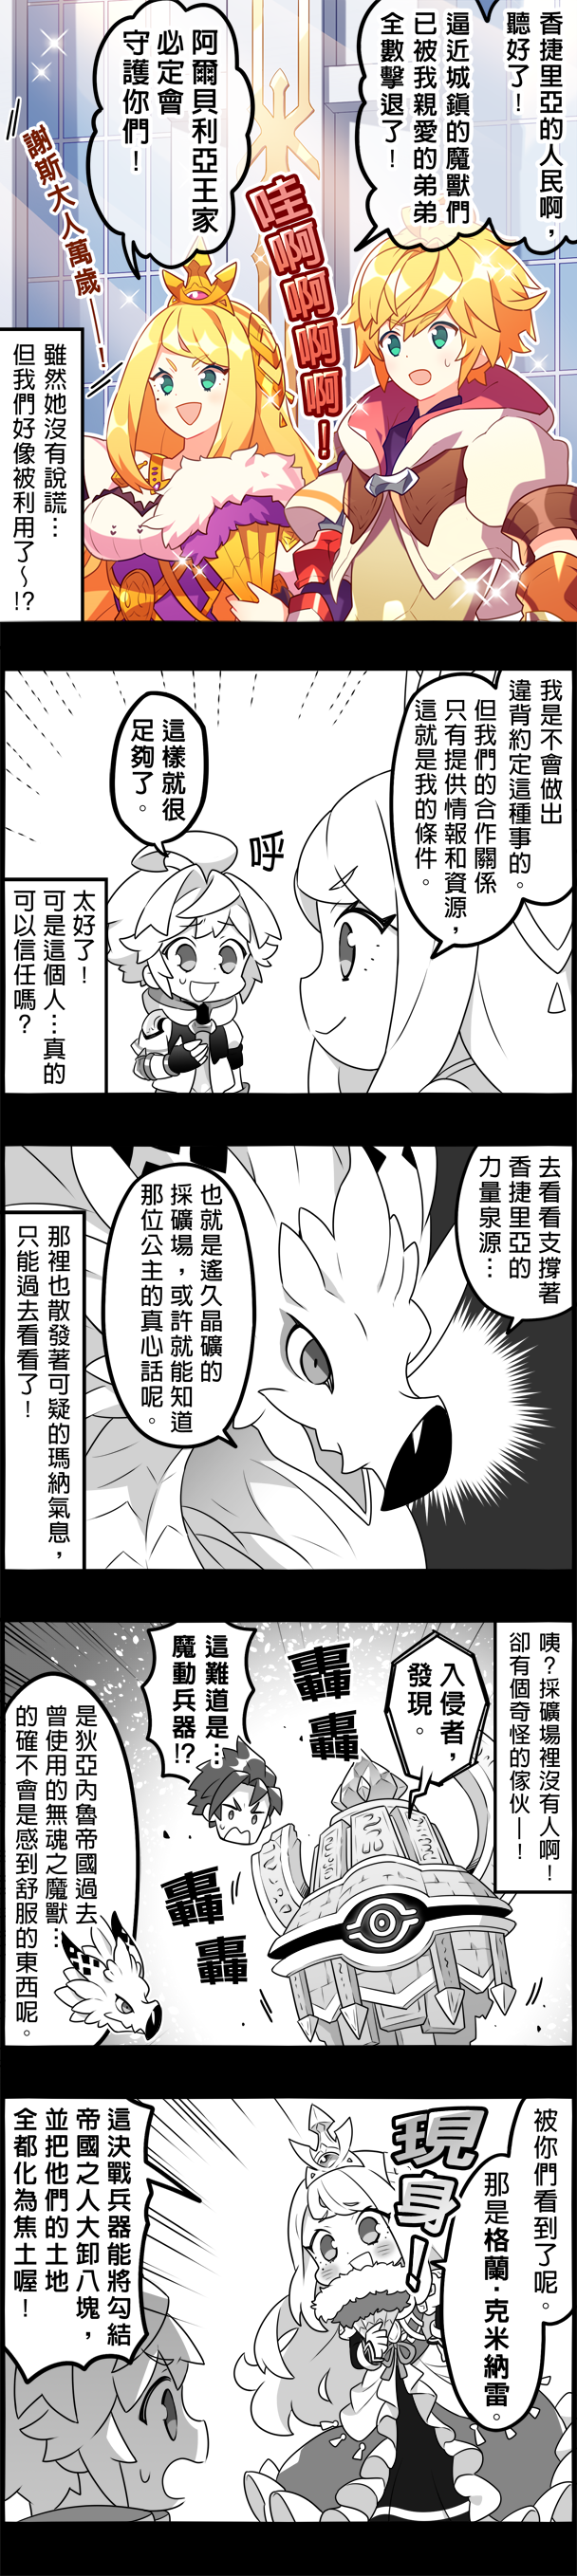 香捷里亞的人民啊，
聽好了！
逼近城鎮的魔獸們
已被我親愛的弟弟
全數擊退了！
阿爾貝利亞王家
必定會
守護你們！
哇啊啊啊啊！
謝斯大人萬歲——！
雖然她沒有說謊…
但我們好像被利用了～!?
我是不會做出
違背約定這種事的。
但我們的合作關係
只有提供情報和資源，
這就是我的條件。
呼
這樣就很
足夠了。
太好了！
可是這個人…真的
可以信任嗎？
去看看支撐著
香捷里亞的
力量泉源…
也就是遙久晶礦的
採礦場，或許就能知道
那位公主的真心話呢。
那裡也散發著可疑的瑪納氣息，
只能過去看看了！
咦？採礦場裡沒有人啊！
卻有個奇怪的傢伙—！
入侵者，
發現。
轟轟
這難道是…
魔動兵器!?
轟轟
是狄亞內魯帝國過去
曾使用的無魂之魔獸…
的確不會是感到舒服的東西呢。
被你們看到了呢。
那是格蘭·克米納雷。
現身！
這決戰兵器能將勾結
帝國之人大卸八塊，
並把他們的土地
全都化為焦土喔！